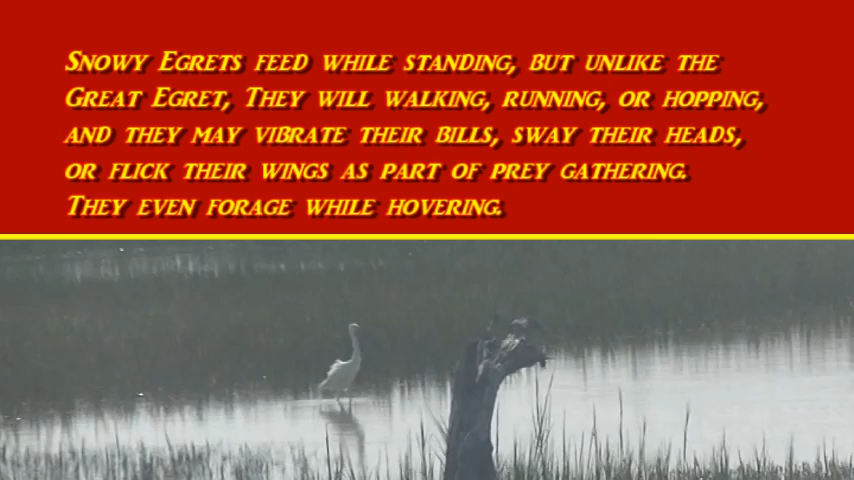 Snowy Egrets feed while standing, but unlike the
Great Egret, They will walking, running, or hopping,
and they may vibrate their bills, sway their heads,
or flick their wings as part of prey gathering.
They even forage while hovering.